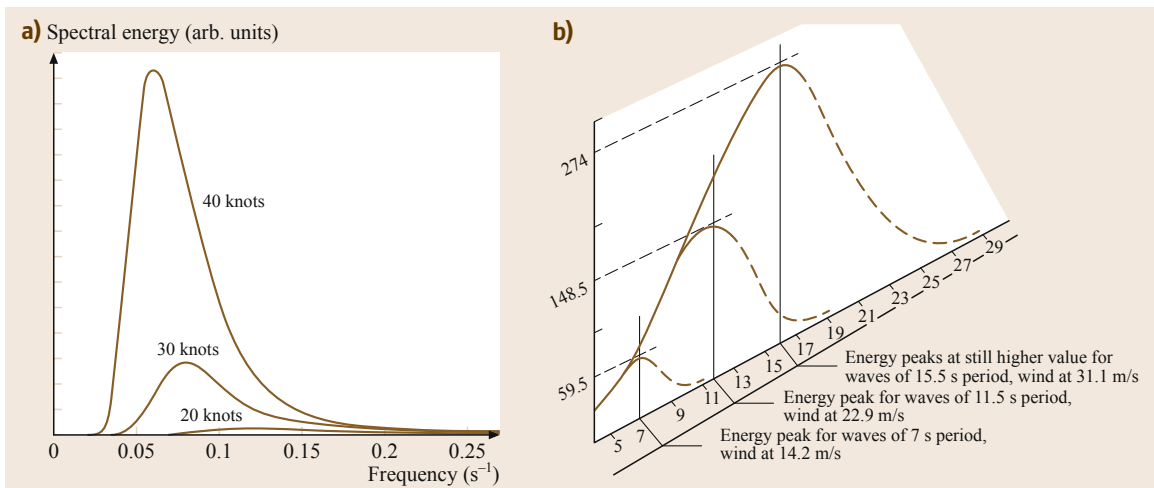 a) Spectral energy (arb. units)
40 knots
30 knots
20 knots
0 0.05 0.1 0.15 0.2 0.25
Frequency (s⁻¹)
b)
274
148.5
59.5
5 7 9 11 13 15 17 19 21 23 25 27 29
Energy peaks at still higher value for
waves of 15.5 s period, wind at 31.1 m/s
Energy peak for waves of 11.5 s period,
wind at 22.9 m/s
Energy peak for waves of 7 s period,
wind at 14.2 m/s